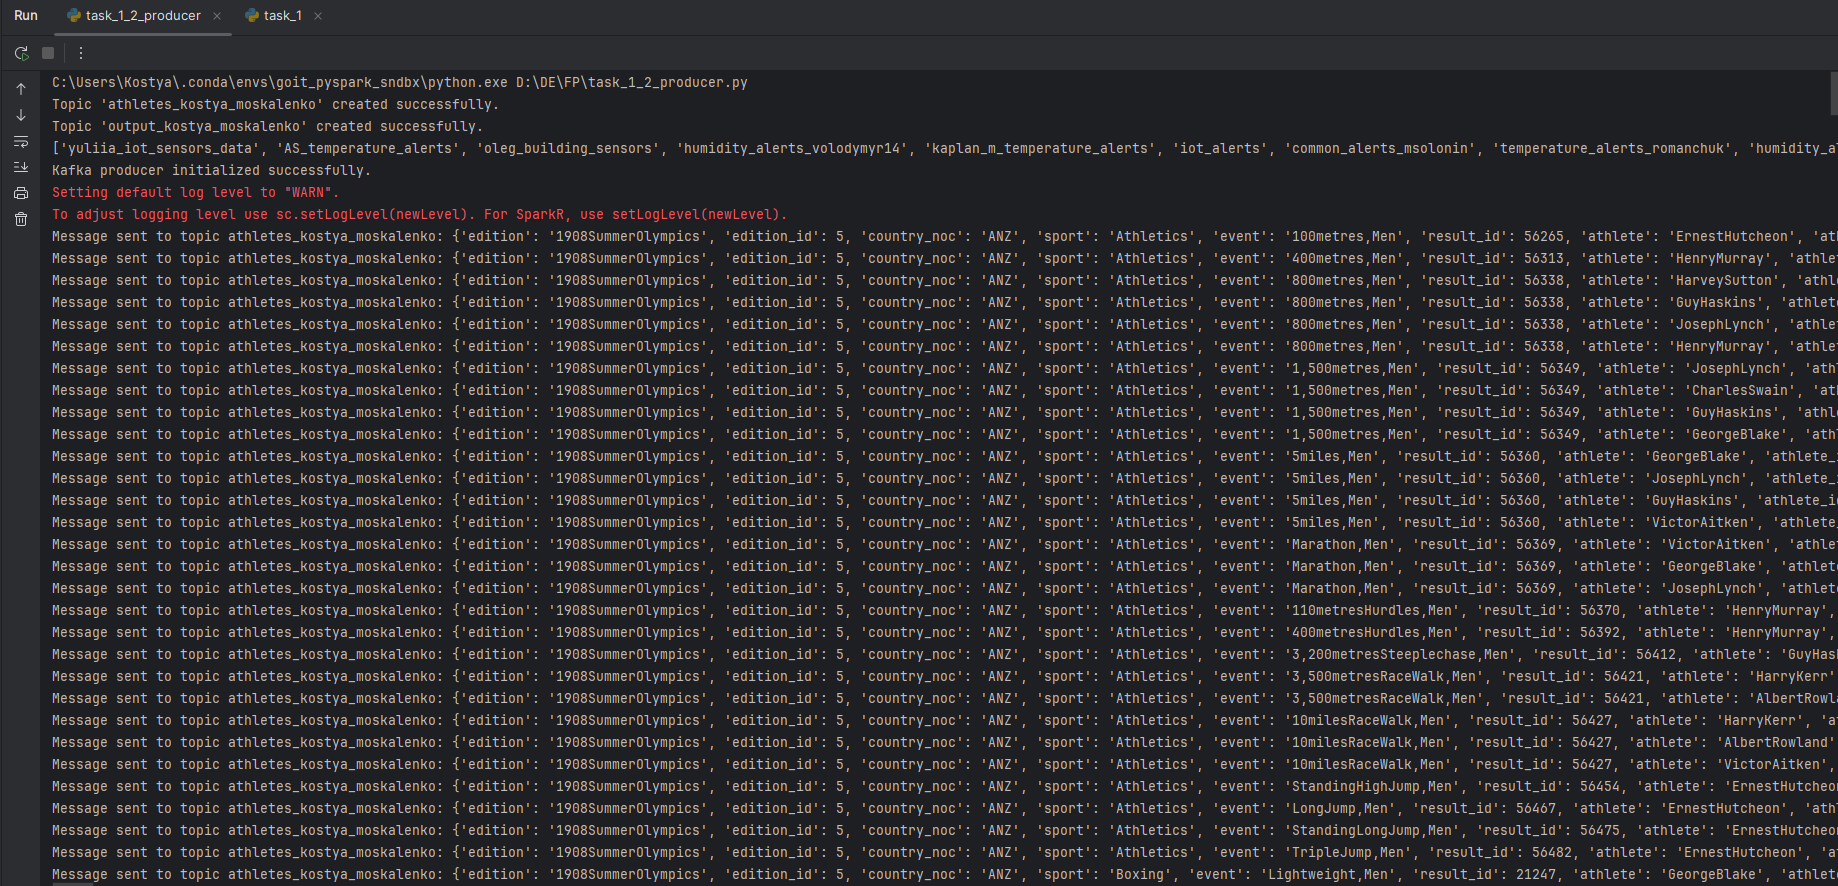 Run task_1_2_producer task_1
C:\Users\Kostya\.conda\envs\goit_pyspark_sndbx\python.exe D:\DE\FP\task_1_2_producer.py
Topic 'athletes_kostya_moskalenko' created successfully.
Topic 'output_kostya_moskalenko' created successfully.
['yuliia_iot_sensors_data', 'AS_temperature_alerts', 'oleg_building_sensors', 'humidity_alerts_volodymyr14', 'kaplan_m_temperature_alerts', 'iot_alerts', 'common_alerts_msolonin', 'temperature_alerts_romanchuk', 'humidity_al
Kafka producer initialized successfully.
Setting default log level to "WARN".
To adjust logging level use sc.setLogLevel(newLevel). For SparkR, use setLogLevel(newLevel).
Message sent to topic athletes_kostya_moskalenko: {'edition': '1908SummerOlympics', 'edition_id': 5, 'country_noc': 'ANZ', 'sport': 'Athletics', 'event': '100metres,Men', 'result_id': 56265, 'athlete': 'ErnestHutcheon', 'atl
Message sent to topic athletes_kostya_moskalenko: {'edition': '1908SummerOlympics', 'edition_id': 5, 'country_noc': 'ANZ', 'sport': 'Athletics', 'event': '400metres,Men', 'result_id': 56313, 'athlete': 'HenryMurray', 'athlet
Message sent to topic athletes_kostya_moskalenko: {'edition': '1908SummerOlympics', 'edition_id': 5, 'country_noc': 'ANZ', 'sport': 'Athletics', 'event': '800metres,Men', 'result_id': 56338, 'athlete': 'HarveySutton', 'athl
Message sent to topic athletes_kostya_moskalenko: {'edition': '1908SummerOlympics', 'edition_id': 5, 'country_noc': 'ANZ', 'sport': 'Athletics', 'event': '800metres,Men', 'result_id': 56338, 'athlete': 'GuyHaskins', 'athlete
Message sent to topic athletes_kostya_moskalenko: {'edition': '1908SummerOlympics', 'edition_id': 5, 'country_noc': 'ANZ', 'sport': 'Athletics', 'event': '800metres,Men', 'result_id': 56338, 'athlete': 'JosephLynch', 'athlet
Message sent to topic athletes_kostya_moskalenko: {'edition': '1908SummerOlympics', 'edition_id': 5, 'country_noc': 'ANZ', 'sport': 'Athletics', 'event': '800metres,Men', 'result_id': 56338, 'athlete': 'HenryMurray', 'athlet
Message sent to topic athletes_kostya_moskalenko: {'edition': '1908SummerOlympics', 'edition_id': 5, 'country_noc': 'ANZ', 'sport': 'Athletics', 'event': '1,500metres,Men', 'result_id': 56349, 'athlete': 'JosephLynch', 'athl
Message sent to topic athletes_kostya_moskalenko: {'edition': '1908SummerOlympics', 'edition_id': 5, 'country_noc': 'ANZ', 'sport': 'Athletics', 'event': '1,500metres,Men', 'result_id': 56349, 'athlete': 'CharlesSwain', 'at
Message sent to topic athletes_kostya_moskalenko: {'edition': '1908SummerOlympics', 'edition_id': 5, 'country_noc': 'ANZ', 'sport': 'Athletics', 'event': '1,500metres,Men', 'result_id': 56349, 'athlete': 'GuyHaskins', 'athle
Message sent to topic athletes_kostya_moskalenko: {'edition': '1908SummerOlympics', 'edition_id': 5, 'country_noc': 'ANZ', 'sport': 'Athletics', 'event': '1,500metres,Men', 'result_id': 56349, 'athlete': 'GeorgeBlake', 'athl
Message sent to topic athletes_kostya_moskalenko: {'edition': '1908SummerOlympics', 'edition_id': 5, 'country_noc': 'ANZ', 'sport': 'Athletics', 'event': '5miles,Men', 'result_id': 56360, 'athlete': 'GeorgeBlake', 'athlete_
Message sent to topic athletes_kostya_moskalenko: {'edition': '1908SummerOlympics', 'edition_id': 5, 'country_noc': 'ANZ', 'sport': 'Athletics', 'event': '5miles,Men', 'result_id': 56360, 'athlete': 'JosephLynch', 'athlete_
Message sent to topic athletes_kostya_moskalenko: {'edition': '1908SummerOlympics', 'edition_id': 5, 'country_noc': 'ANZ', 'sport': 'Athletics', 'event': '5miles,Men', 'result_id': 56360, 'athlete': 'GuyHaskins', 'athlete_i
Message sent to topic athletes_kostya_moskalenko: {'edition': '1908SummerOlympics', 'edition_id': 5, 'country_noc': 'ANZ', 'sport': 'Athletics', 'event': '5miles,Men', 'result_id': 56360, 'athlete': 'VictorAitken', 'athlete_
Message sent to topic athletes_kostya_moskalenko: {'edition': '1908SummerOlympics', 'edition_id': 5, 'country_noc': 'ANZ', 'sport': 'Athletics', 'event': 'Marathon,Men', 'result_id': 56369, 'athlete': 'VictorAitken', 'athlet
Message sent to topic athletes_kostya_moskalenko: {'edition': '1908SummerOlympics', 'edition_id': 5, 'country_noc': 'ANZ', 'sport': 'Athletics', 'event': 'Marathon,Men', 'result_id': 56369, 'athlete': 'GeorgeBlake', 'athlete
Message sent to topic athletes_kostya_moskalenko: {'edition': '1908SummerOlympics', 'edition_id': 5, 'country_noc': 'ANZ', 'sport': 'Athletics', 'event': 'Marathon,Men', 'result_id': 56369, 'athlete': 'JosephLynch', 'athlete
Message sent to topic athletes_kostya_moskalenko: {'edition': '1908SummerOlympics', 'edition_id': 5, 'country_noc': 'ANZ', 'sport': 'Athletics', 'event': '110metresHurdles,Men', 'result_id': 56370, 'athlete': 'HenryMurray',
Message sent to topic athletes_kostya_moskalenko: {'edition': '1908SummerOlympics', 'edition_id': 5, 'country_noc': 'ANZ', 'sport': 'Athletics', 'event': '400metresHurdles,Men', 'result_id': 56392, 'athlete': 'HenryMurray',
Message sent to topic athletes_kostya_moskalenko: {'edition': '1908SummerOlympics', 'edition_id': 5, 'country_noc': 'ANZ', 'sport': 'Athletics', 'event': '3,200metresSteeplechase,Men', 'result_id': 56412, 'athlete': 'GuyHask
Message sent to topic athletes_kostya_moskalenko: {'edition': '1908SummerOlympics', 'edition_id': 5, 'country_noc': 'ANZ', 'sport': 'Athletics', 'event': '3,500metresRaceWalk,Men', 'result_id': 56421, 'athlete': 'HarryKerr'
Message sent to topic athletes_kostya_moskalenko: {'edition': '1908SummerOlympics', 'edition_id': 5, 'country_noc': 'ANZ', 'sport': 'Athletics', 'event': '3,500metresRaceWalk,Men', 'result_id': 56421, 'athlete': 'AlbertRowla
Message sent to topic athletes_kostya_moskalenko: {'edition': '1908SummerOlympics', 'edition_id': 5, 'country_noc': 'ANZ', 'sport': 'Athletics', 'event': '10milesRaceWalk,Men', 'result_id': 56427, 'athlete': 'HarryKerr', 'at
Message sent to topic athletes_kostya_moskalenko: {'edition': '1908SummerOlympics', 'edition_id': 5, 'country_noc': 'ANZ', 'sport': 'Athletics', 'event': '10milesRaceWalk,Men', 'result_id': 56427, 'athlete': 'AlbertRowland'
Message sent to topic athletes_kostya_moskalenko: {'edition': '1908SummerOlympics', 'edition_id': 5, 'country_noc': 'ANZ', 'sport': 'Athletics', 'event': '10milesRaceWalk,Men', 'result_id': 56427, 'athlete': 'VictorAitken',
Message sent to topic athletes_kostya_moskalenko: {'edition': '1908SummerOlympics', 'edition_id': 5, 'country_noc': 'ANZ', 'sport': 'Athletics', 'event': 'StandingHighJump,Men', 'result_id': 56454, 'athlete': 'ErnestHutcheon
Message sent to topic athletes_kostya_moskalenko: {'edition': '1908SummerOlympics', 'edition_id': 5, 'country_noc': 'ANZ', 'sport': 'Athletics', 'event': 'LongJump,Men', 'result_id': 56467, 'athlete': 'ErnestHutcheon', 'ath
Message sent to topic athletes_kostya_moskalenko: {'edition': '1908SummerOlympics', 'edition_id': 5, 'country_noc': 'ANZ', 'sport': 'Athletics', 'event': 'StandingLongJump,Men', 'result_id': 56475, 'athlete': 'ErnestHutcheon
Message sent to topic athletes_kostya_moskalenko: {'edition': '1908SummerOlympics', 'edition_id': 5, 'country_noc': 'ANZ', 'sport': 'Athletics', 'event': 'TripleJump,Men', 'result_id': 56482, 'athlete': 'ErnestHutcheon', 'a
Message sent to topic athletes_kostya_moskalenko: {'edition': '1908SummerOlympics', 'edition_id': 5, 'country_noc': 'ANZ', 'sport': 'Boxing', 'event': 'Lightweight,Men', 'result_id': 21247, 'athlete': 'GeorgeBlake', 'athlete